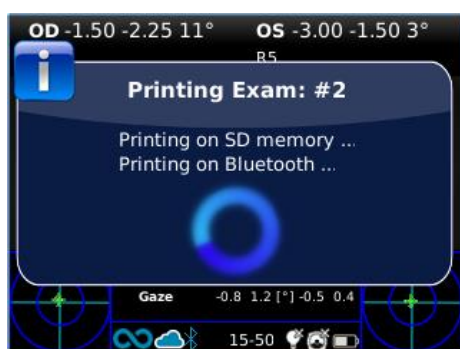 OD -1.50 -2.25 11° OS -3.00 -1.50 3°
R5
Printing Exam: #2
Printing on SD memory ...
Printing on Bluetooth ...
Gaze -0.8 1.2 [°] -0.5 0.4
15-50